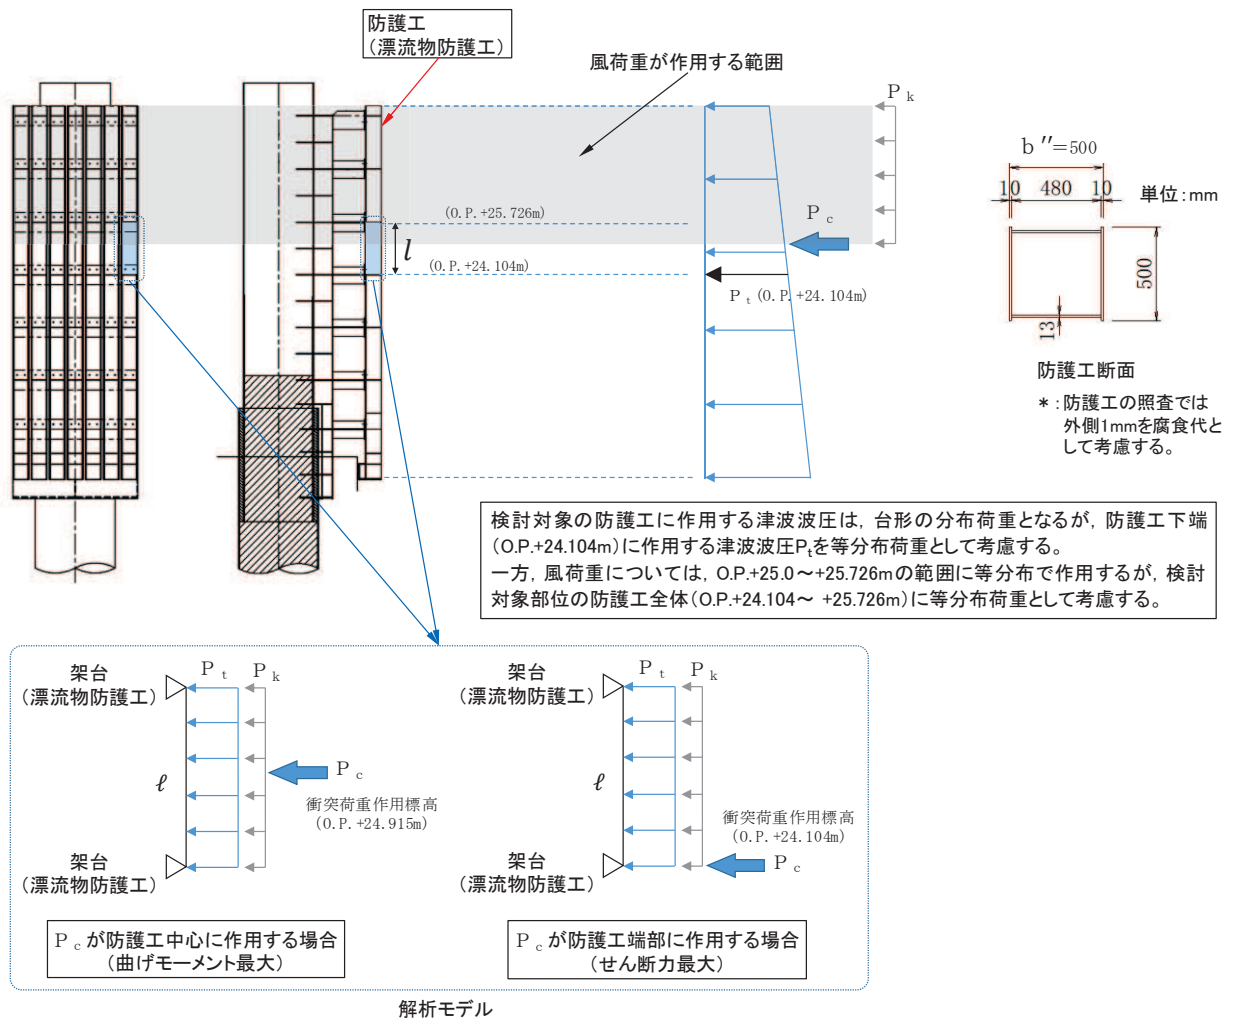 防護工
（漂流物防護工）
風荷重が作用する範囲
Pk
b″=500
10 480 10
単位：mm
500
13
防護工断面
＊：防護工の照査では
外側1mmを腐食代と
して考慮する。
(O.P.+25.726m)
l
(O.P.+24.104m)
Pc
Pt (O.P.+24.104m)
検討対象の防護工に作用する津波波圧は，台形の分布荷重となるが，防護工下端
（O.P.+24.104m）に作用する津波波圧Ptを等分布荷重として考慮する。
一方，風荷重については，O.P.+25.0～+25.726mの範囲に等分布で作用するが，検討
対象部位の防護工全体（O.P.+24.104～ +25.726m）に等分布荷重として考慮する。
架台
（漂流物防護工）
Pt Pk
ℓ
Pc
衝突荷重作用標高
(O.P.+24.915m)
架台
（漂流物防護工）
Pcが防護工中心に作用する場合
（曲げモーメント最大）
架台
（漂流物防護工）
Pt Pk
ℓ
衝突荷重作用標高
(O.P.+24.104m)
Pc
架台
（漂流物防護工）
Pcが防護工端部に作用する場合
（せん断力最大）
解析モデル